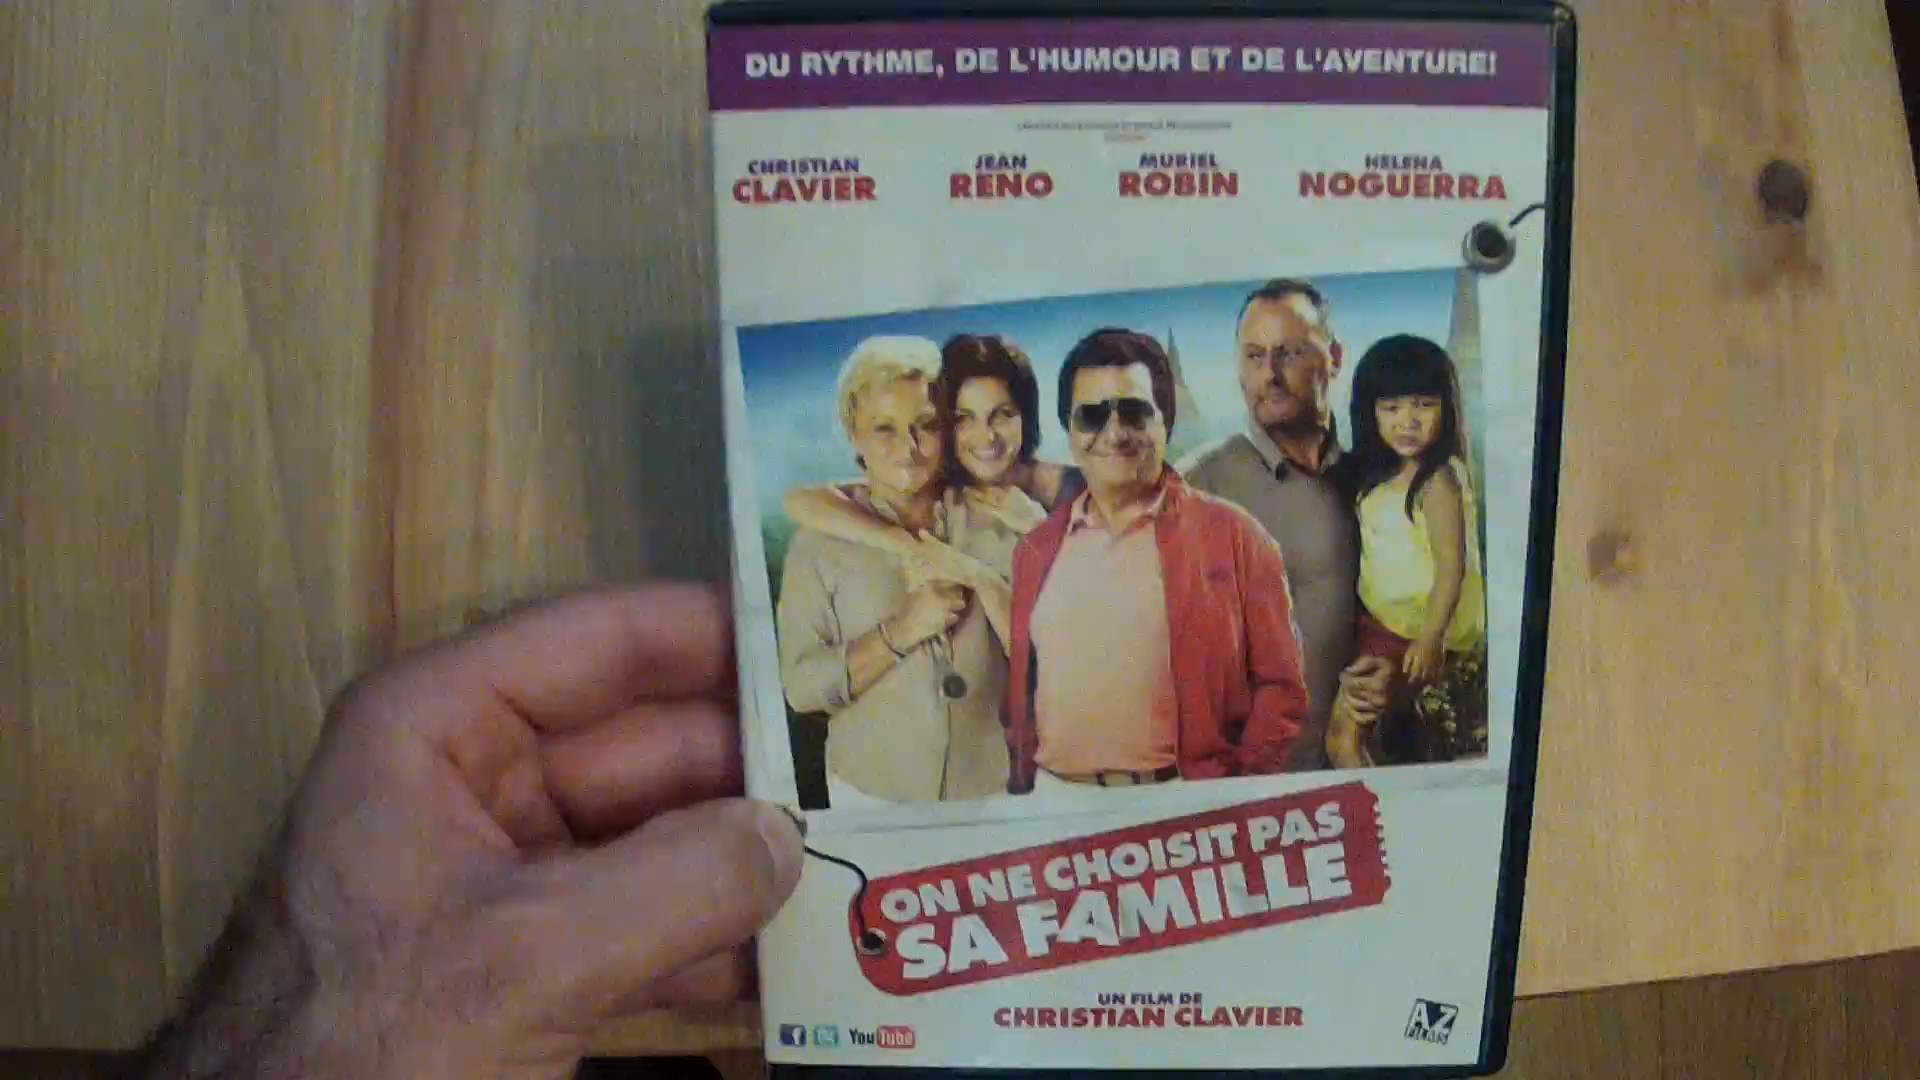 DU RYTHME, DE L'HUMOUR ET DE L'AVENTURE!
CHRISTIAN CLAVIER
JEAN RENO
MURIEL ROBIN
HELENA NOGUERRA
ON NE CHOISIT PAS
SA FAMILLE
UN FILM DE
CHRISTIAN CLAVIER
YouTube
AZ
FILMS